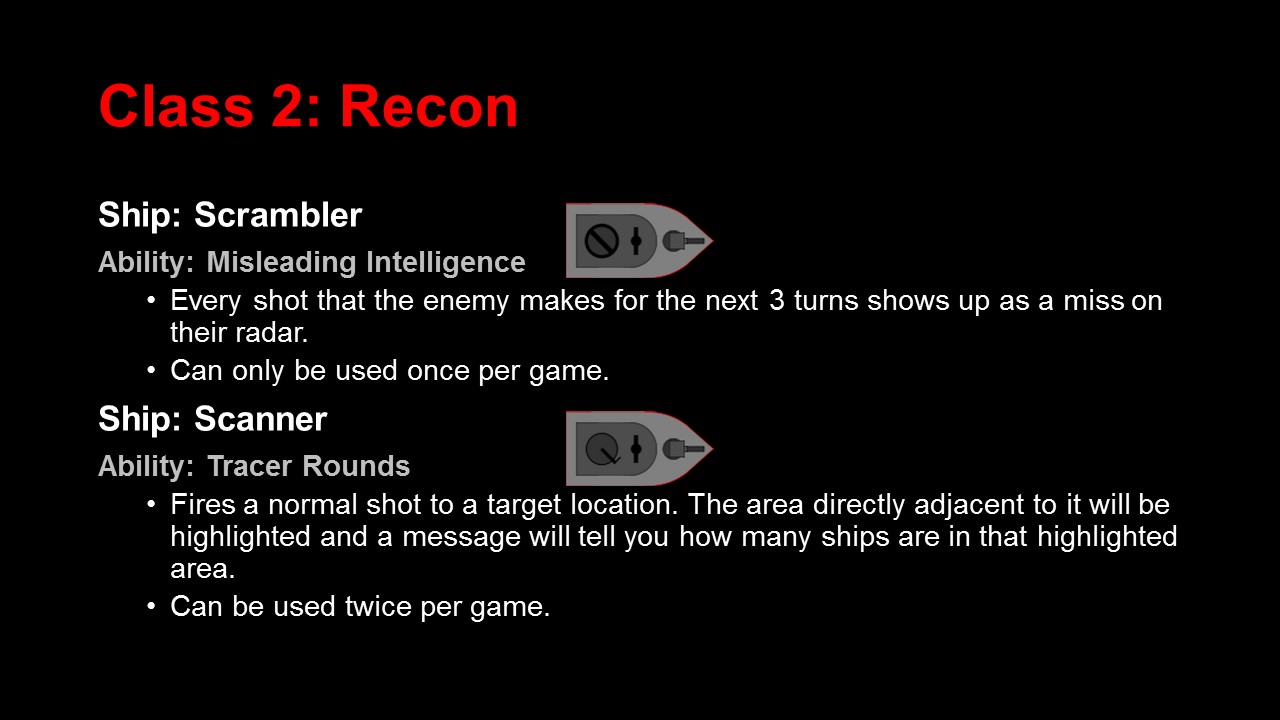 Class 2: Recon
Ship: Scrambler
Ability: Misleading Intelligence
• Every shot that the enemy makes for the next 3 turns shows up as a miss on
their radar.
• Can only be used once per game.
Ship: Scanner
Ability: Tracer Rounds
• Fires a normal shot to a target location. The area directly adjacent to it will be
highlighted and a message will tell you how many ships are in that highlighted
area.
• Can be used twice per game.